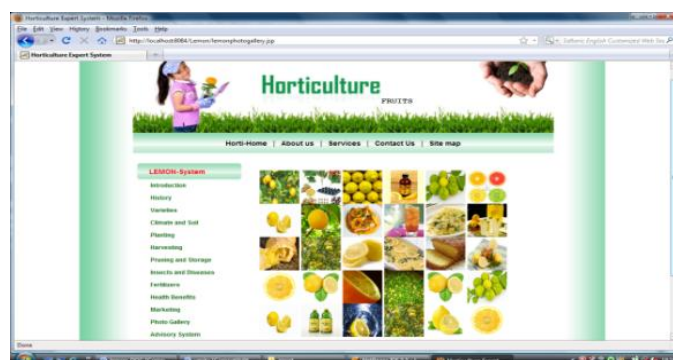 Horticulture Expert System - Mozilla Firefox
File Edit View History Bookmarks Tools Help
http://localhost:8084/Lemon/lemonphotogallery.jsp
Horticulture Expert System
Horticulture
FRUITS
Horti-Home | About us | Services | Contact Us | Site map
LEMON-System
Introduction
History
Varieties
Climate and Soil
Planting
Harvesting
Pruning and Storage
Insects and Diseases
Fertilizers
Health Benefits
Marketing
Photo Gallery
Advisory System
Done